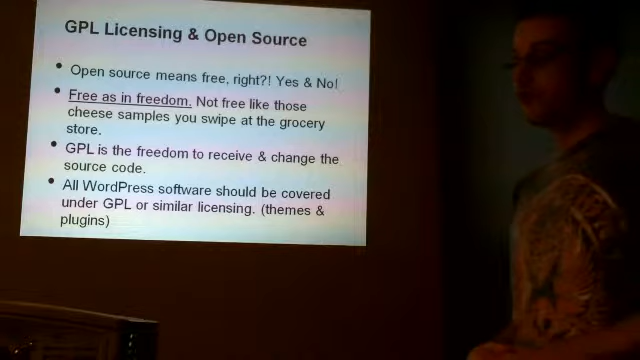 GPL Licensing & Open Source
• Open source means free, right?! Yes & No!
• Free as in freedom. Not free like those
cheese samples you swipe at the grocery
store.
• GPL is the freedom to receive & change the
source code.
• All WordPress software should be covered
under GPL or similar licensing. (themes &
plugins)